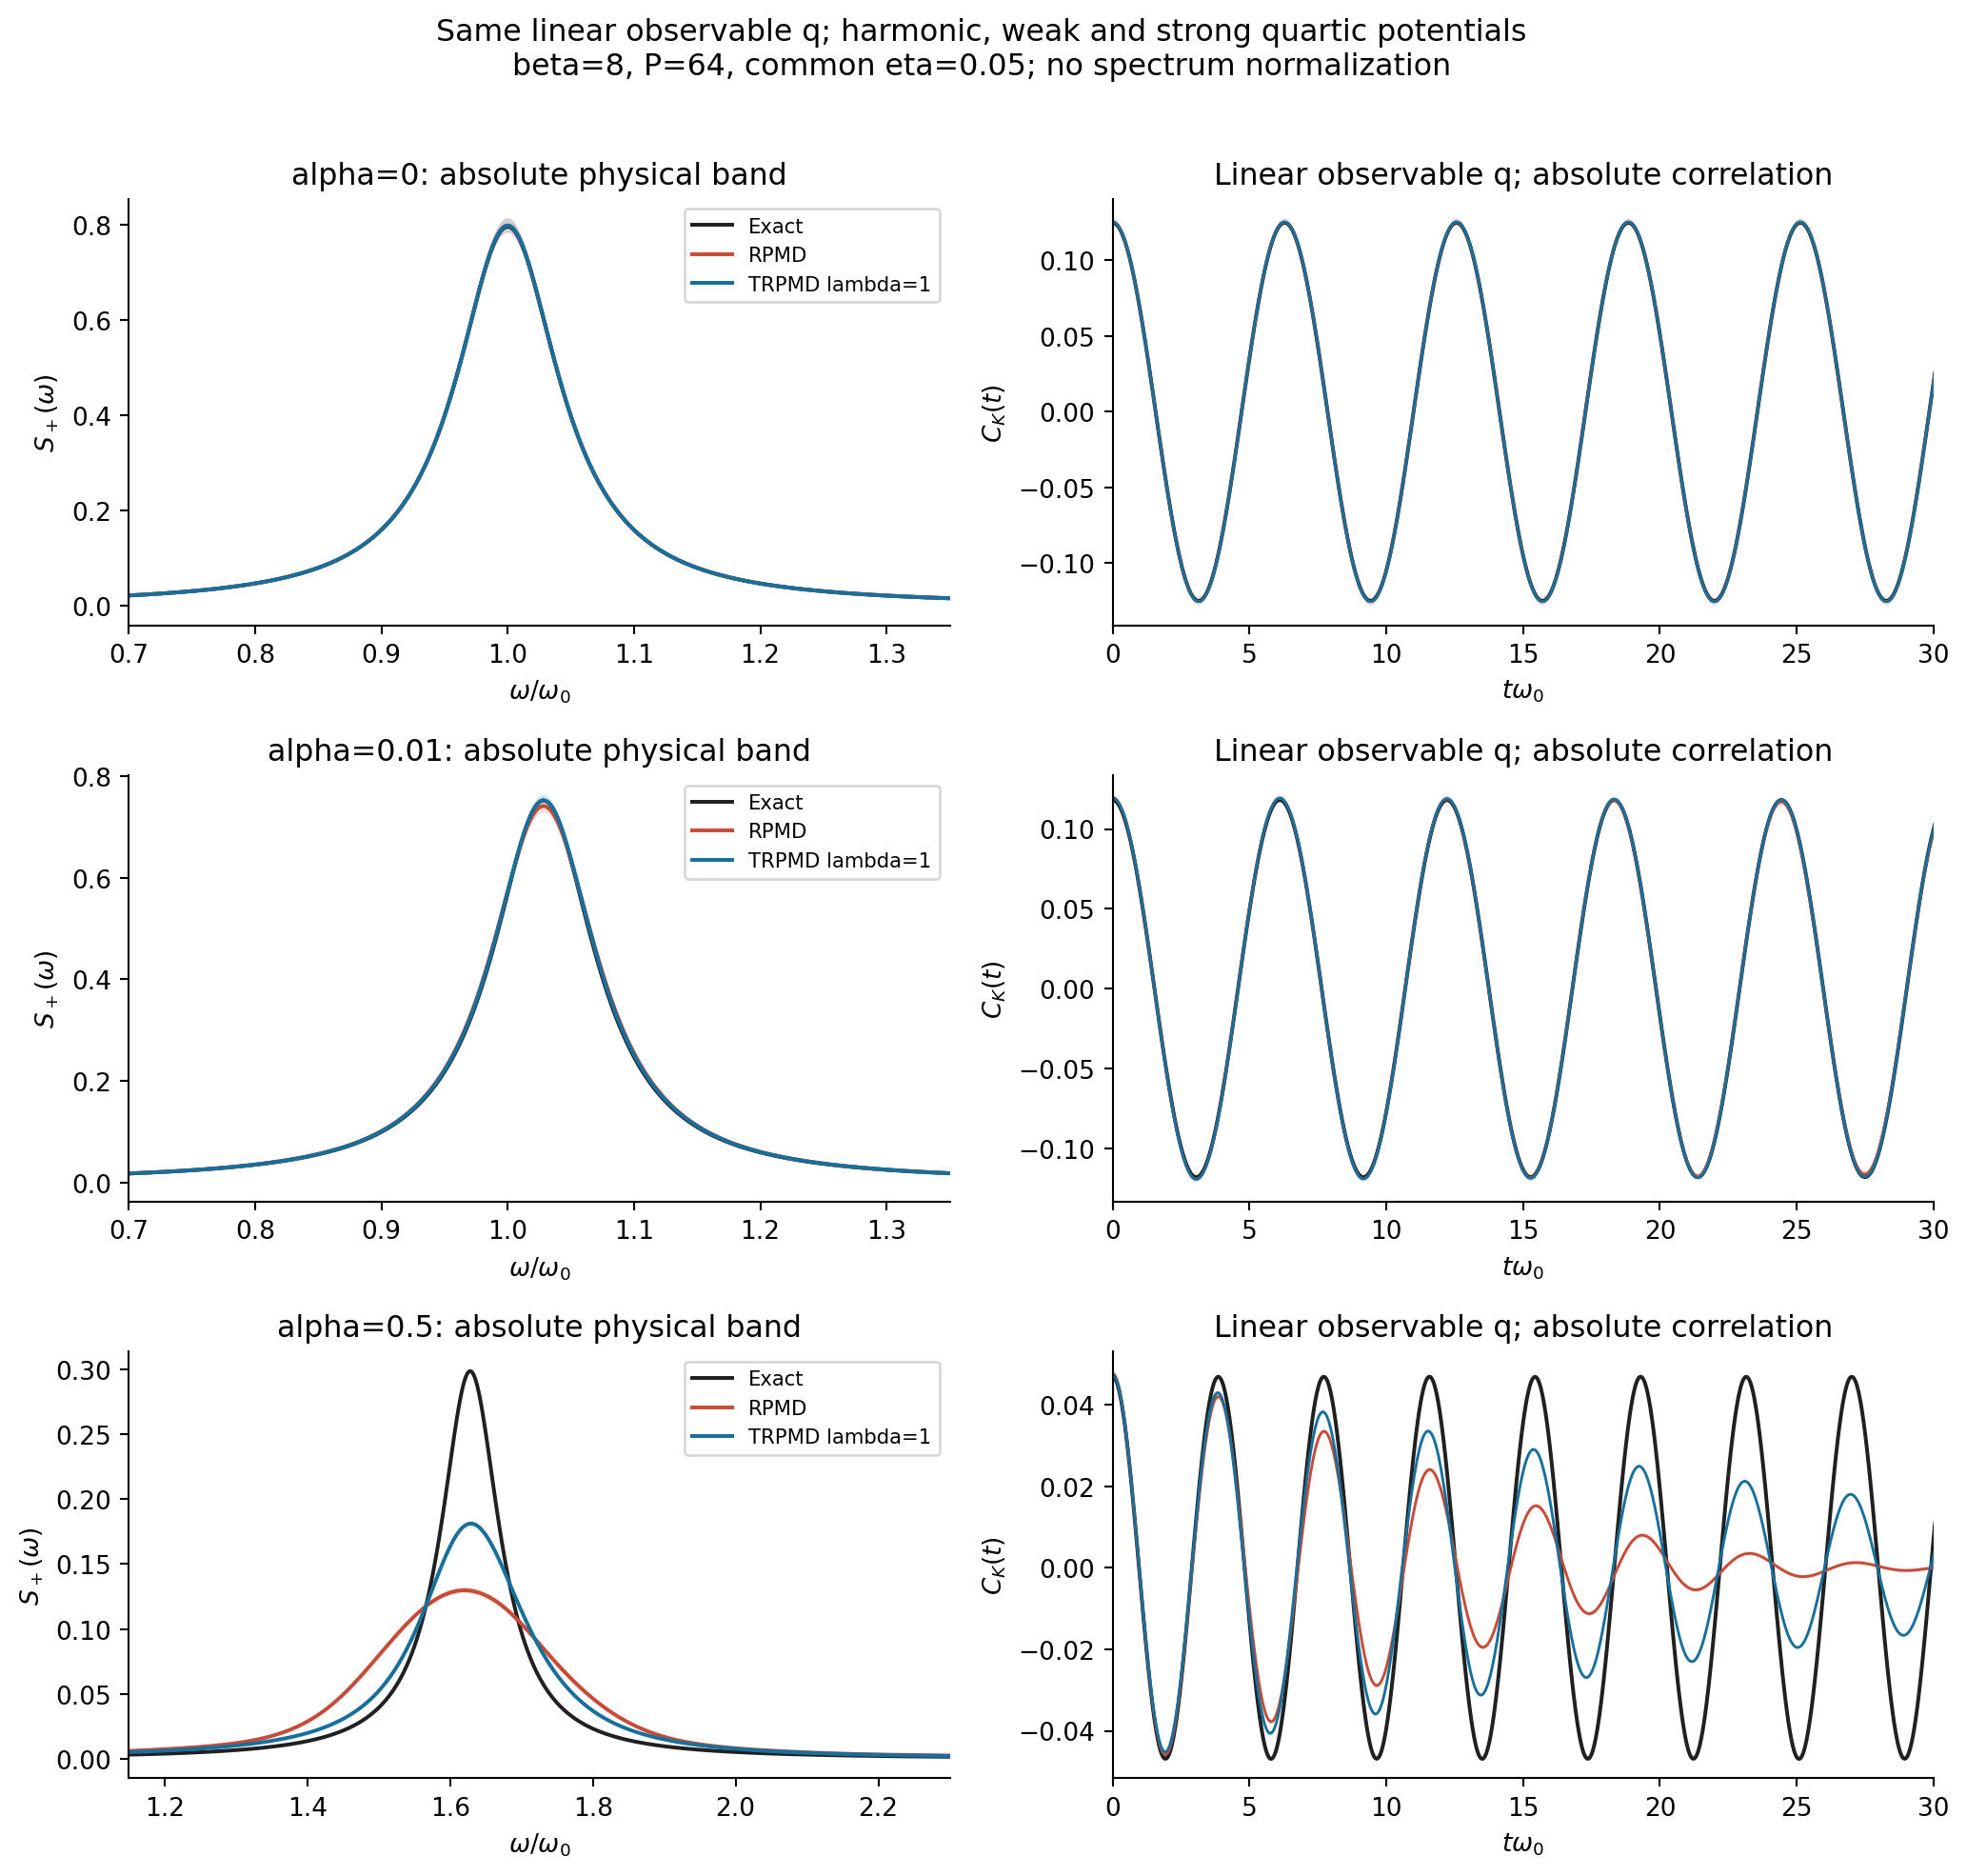 Same linear observable q; harmonic, weak and strong quartic potentials
beta=8, P=64, common eta=0.05; no spectrum normalization
alpha=0: absolute physical band
S₊(ω)
0.8
0.6
0.4
0.2
0.0
0.7 0.8 0.9 1.0 1.1 1.2 1.3
ω/ω₀
Exact
RPMD
TRPMD lambda=1
Linear observable q; absolute correlation
C_K(t)
0.10
0.05
0.00
−0.05
−0.10
0 5 10 15 20 25 30
tω₀
alpha=0.01: absolute physical band
S₊(ω)
0.8
0.6
0.4
0.2
0.0
0.7 0.8 0.9 1.0 1.1 1.2 1.3
ω/ω₀
Exact
RPMD
TRPMD lambda=1
Linear observable q; absolute correlation
C_K(t)
0.10
0.05
0.00
−0.05
−0.10
0 5 10 15 20 25 30
tω₀
alpha=0.5: absolute physical band
S₊(ω)
0.30
0.25
0.20
0.15
0.10
0.05
0.00
1.2 1.4 1.6 1.8 2.0 2.2
ω/ω₀
Exact
RPMD
TRPMD lambda=1
Linear observable q; absolute correlation
C_K(t)
0.04
0.02
0.00
−0.02
−0.04
0 5 10 15 20 25 30
tω₀